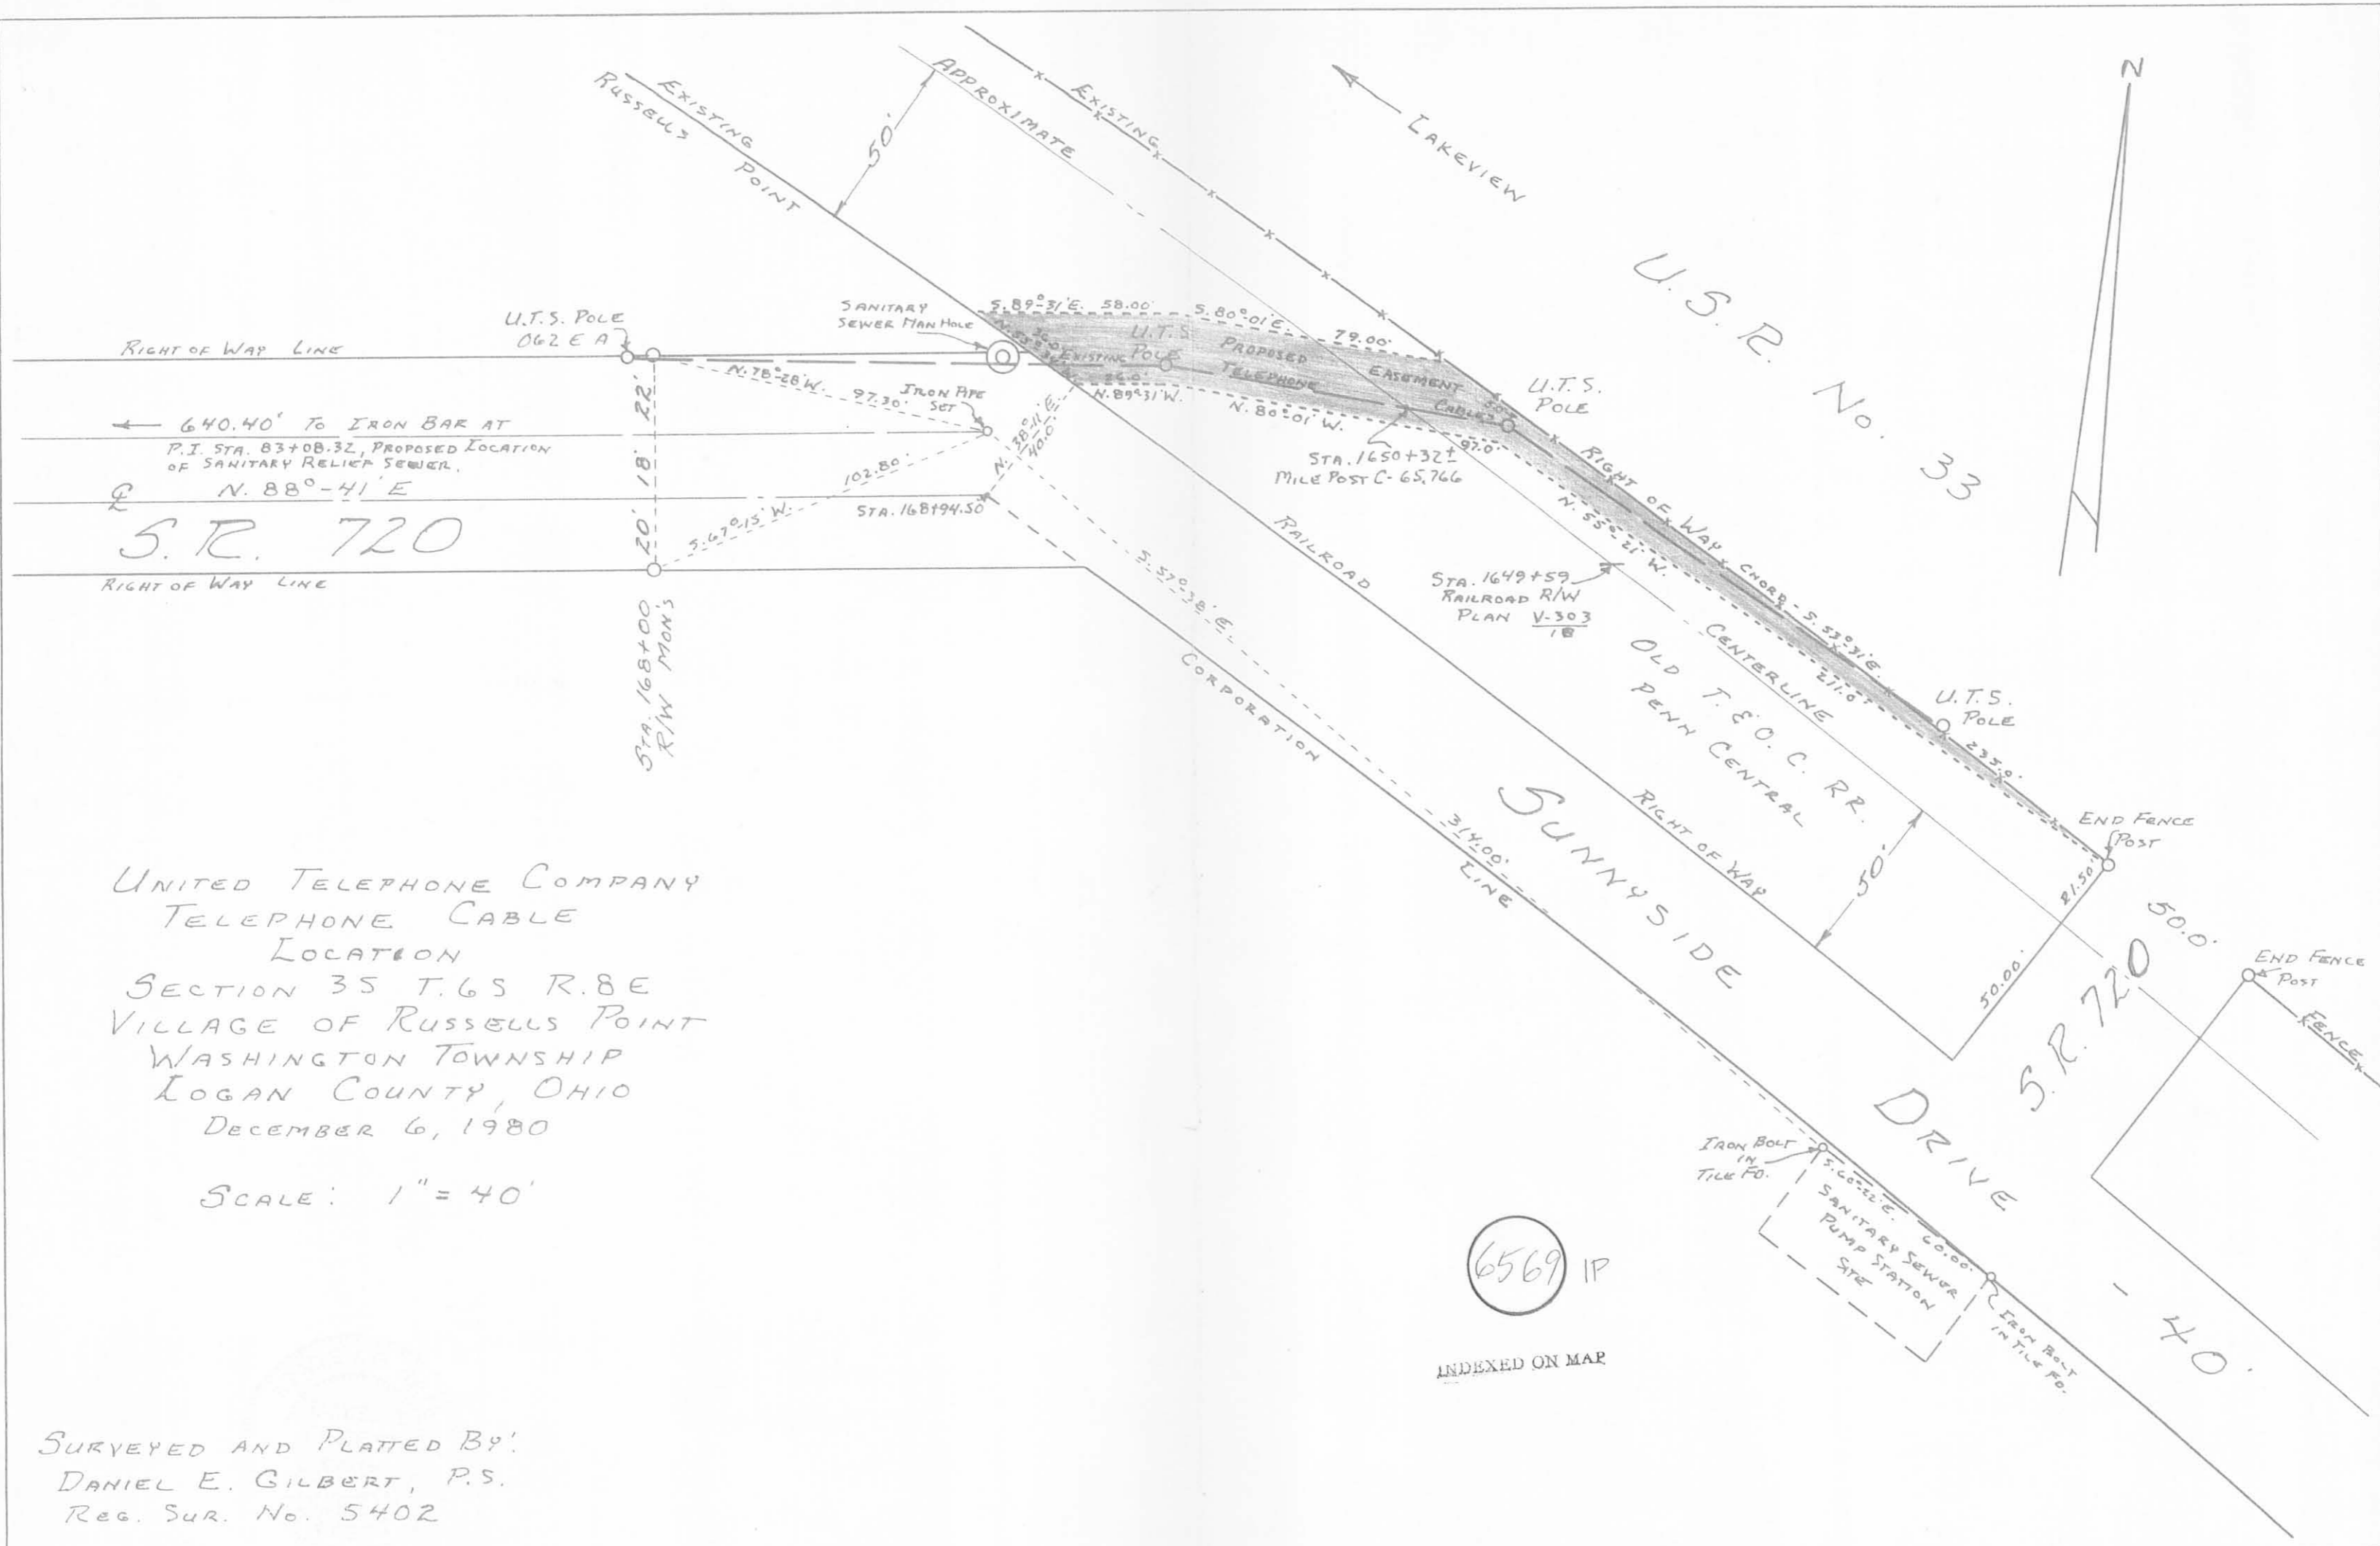 N
EXISTING
RUSSELLS
POINT
50'
APPROXIMATE
EXISTING
LAKEVIEW
U.S.R. No. 33
S.89°-31'E. 58.00'
S.80°-01'E. 79.00'
SANITARY
SEWER MAN HOLE
U.T.S. POLE
062 E A
RIGHT OF WAY LINE
U.T.S.
POLE
EXISTING
PROPOSED
TELEPHONE
EASEMENT
CABLE
U.T.S.
POLE
N.78°-28'W.
97.30'
IRON PIPE
SET
N.89°-31'W.
N. 80°-01' W.
97.0'
N. 38°-11' E.
40.0'
22'
18'
20'
640.40' TO IRON BAR AT
P.I. STA. 83+08.32, PROPOSED LOCATION
OF SANITARY RELIEF SEWER.
N. 88°-41' E
S.R. 720
RIGHT OF WAY LINE
102.80'
S.67°-15' W.
STA. 168+94.50
STA. 168+00
R/W MON'S
STA. 1650+32±
MILE POST C-65.766
RIGHT OF WAY CHORD - S. 53°-31'E.
235.0'
N. 55°-21' W.
211.0'
STA. 1649+59
RAILROAD R/W
PLAN V-303
18
RAILROAD
RIGHT OF WAY
S.57°-38' E.
314.00'
CORPORATION
LINE
CENTERLINE
OLD T. & O. C. RR.
PENN CENTRAL
U.T.S.
POLE
END FENCE
POST
21.50'
50'
50.00'
50.0'
S.R. 720
END FENCE
POST
FENCE
SUNNYSIDE DRIVE - 40'
IRON BOLT
IN
TILE FD.
S.60°-22'E. 60.00'
SANITARY SEWER
PUMP STATION
SITE
IRON BOLT
IN TILE FD.
UNITED TELEPHONE COMPANY
TELEPHONE CABLE
LOCATION
SECTION 35 T.6S R.8E
VILLAGE OF RUSSELLS POINT
WASHINGTON TOWNSHIP
LOGAN COUNTY, OHIO
DECEMBER 6, 1980
SCALE: 1" = 40'
6569 1P
INDEXED ON MAP
SURVEYED AND PLATTED BY:
DANIEL E. GILBERT, P.S.
REG. SUR. NO. 5402